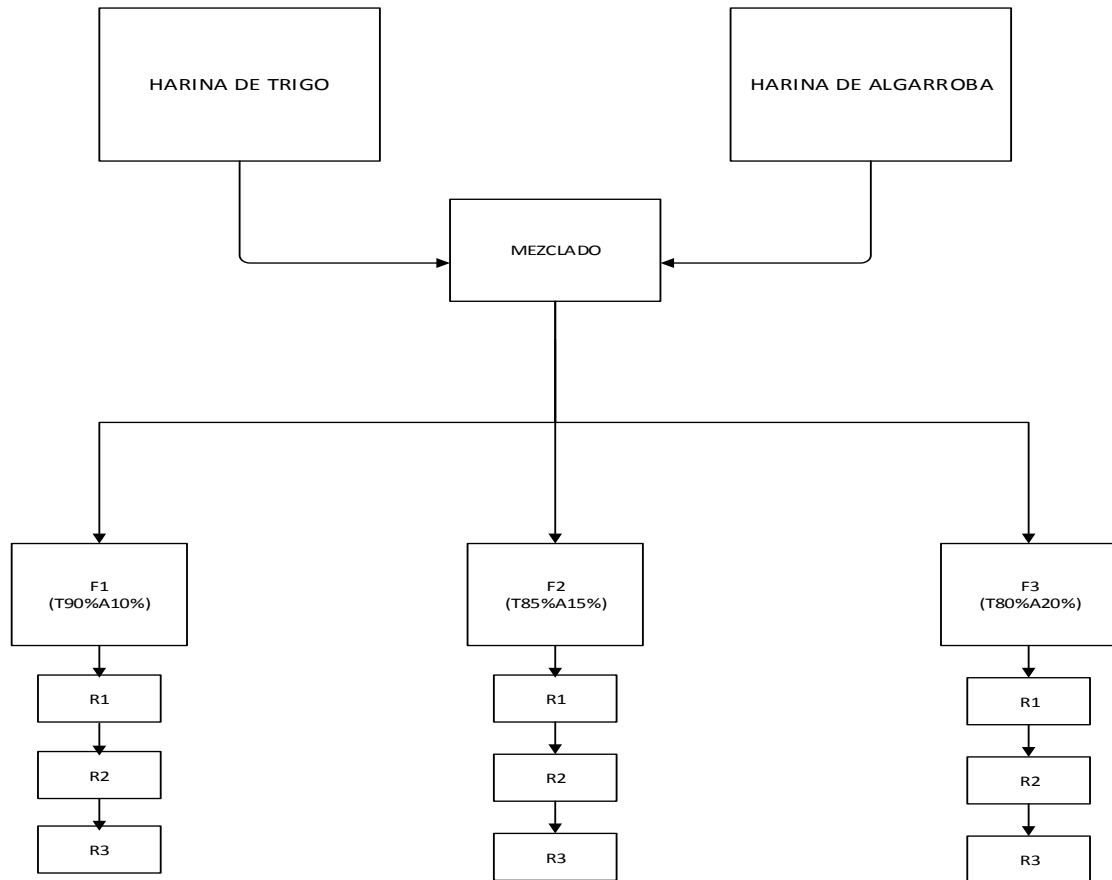 HARINA DE TRIGO
HARINA DE ALGARROBA
MEZCLADO
F1
(T90%A10%)
F2
(T85%A15%)
F3
(T80%A20%)
R1
R1
R1
R2
R2
R2
R3
R3
R3